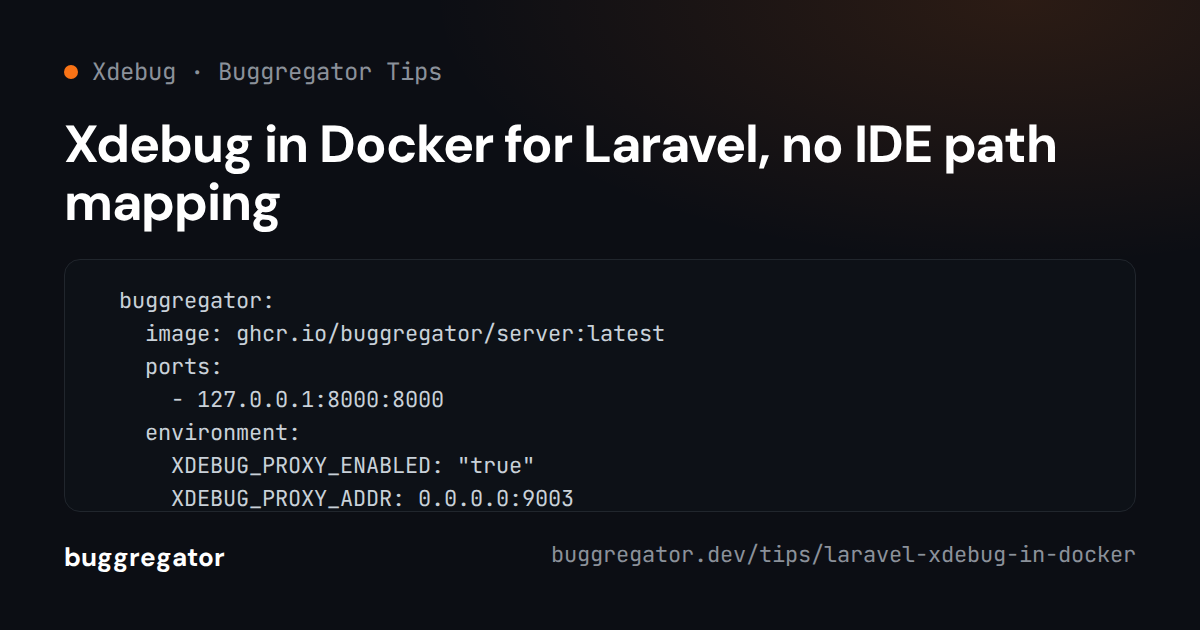 Xdebug · Buggregator Tips
Xdebug in Docker for Laravel, no IDE path
mapping
buggregator:
image: ghcr.io/buggregator/server:latest
ports:
- 127.0.0.1:8000:8000
environment:
XDEBUG_PROXY_ENABLED: "true"
XDEBUG_PROXY_ADDR: 0.0.0.0:9003
buggregator
buggregator.dev/tips/laravel-xdebug-in-docker